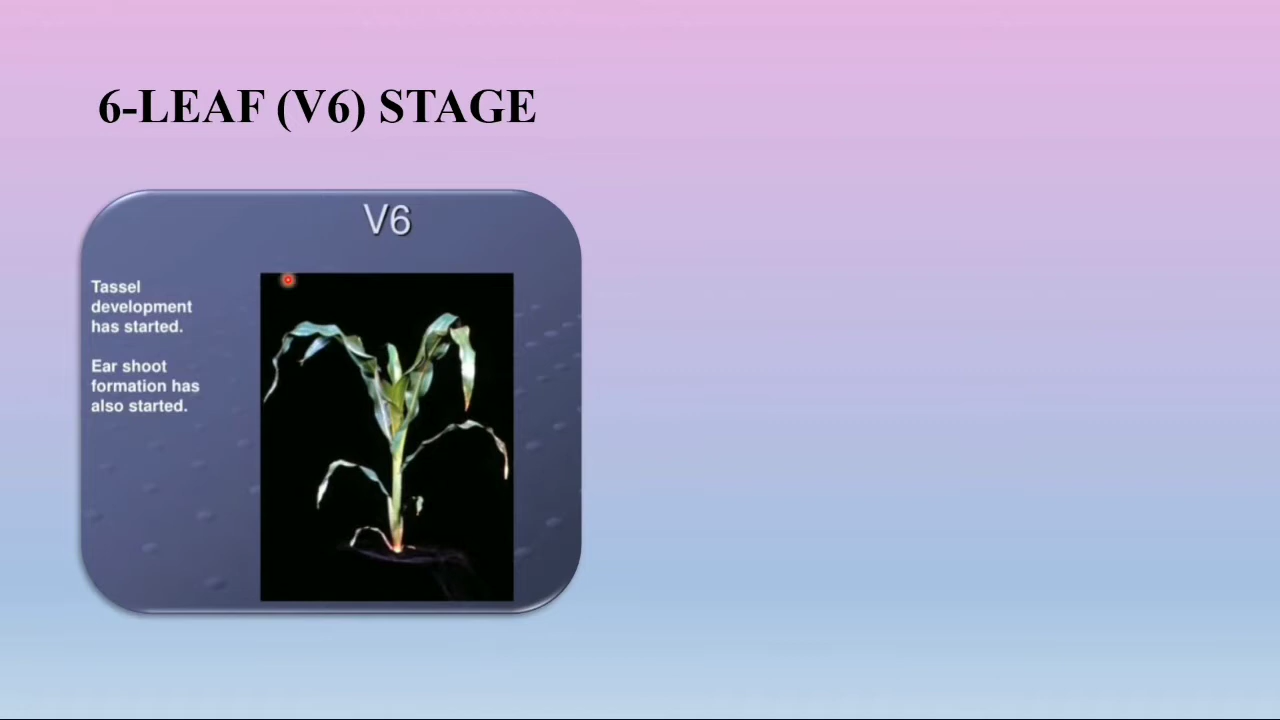 6-LEAF (V6) STAGE
V6
Tassel
development
has started.
Ear shoot
formation has
also started.